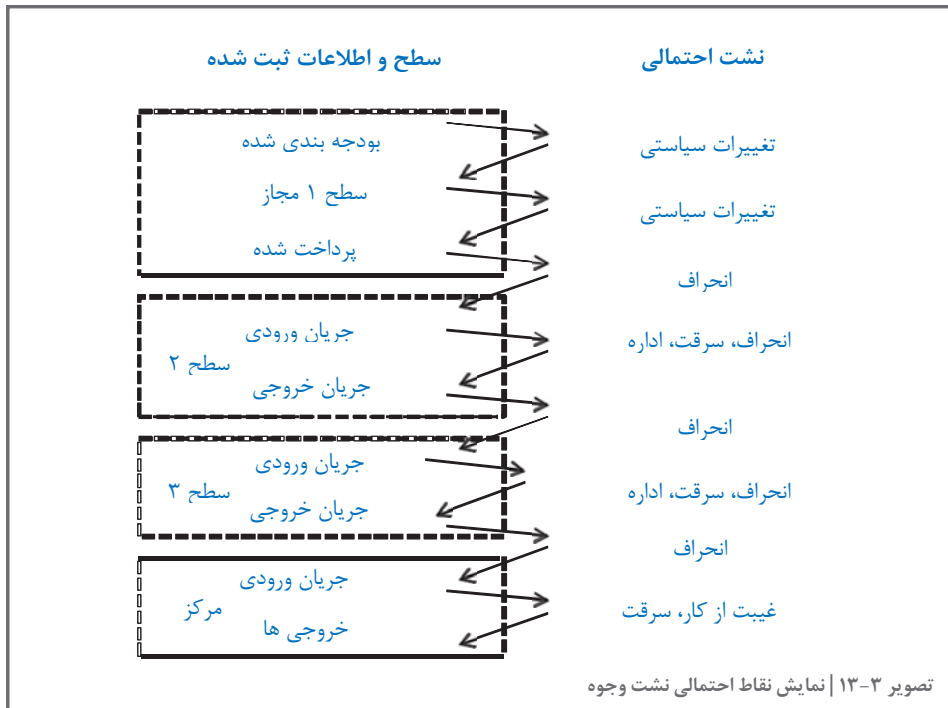 نشت احتمالی
سطح و اطلاعات ثبت شده
تغییرات سیاستی
بودجه بندی شده
سطح ۱ مجاز
تغییرات سیاستی
پرداخت شده
انحراف
جریان ورودی
انحراف، سرقت، اداره
سطح ۲
جریان خروجی
انحراف
جریان ورودی
انحراف، سرقت، اداره
سطح ۳
جریان خروجی
انحراف
جریان ورودی
غیبت از کار، سرقت
مرکز
خروجی ها
تصویر ۳-۱۳ | نمایش نقاط احتمالی نشت وجوه